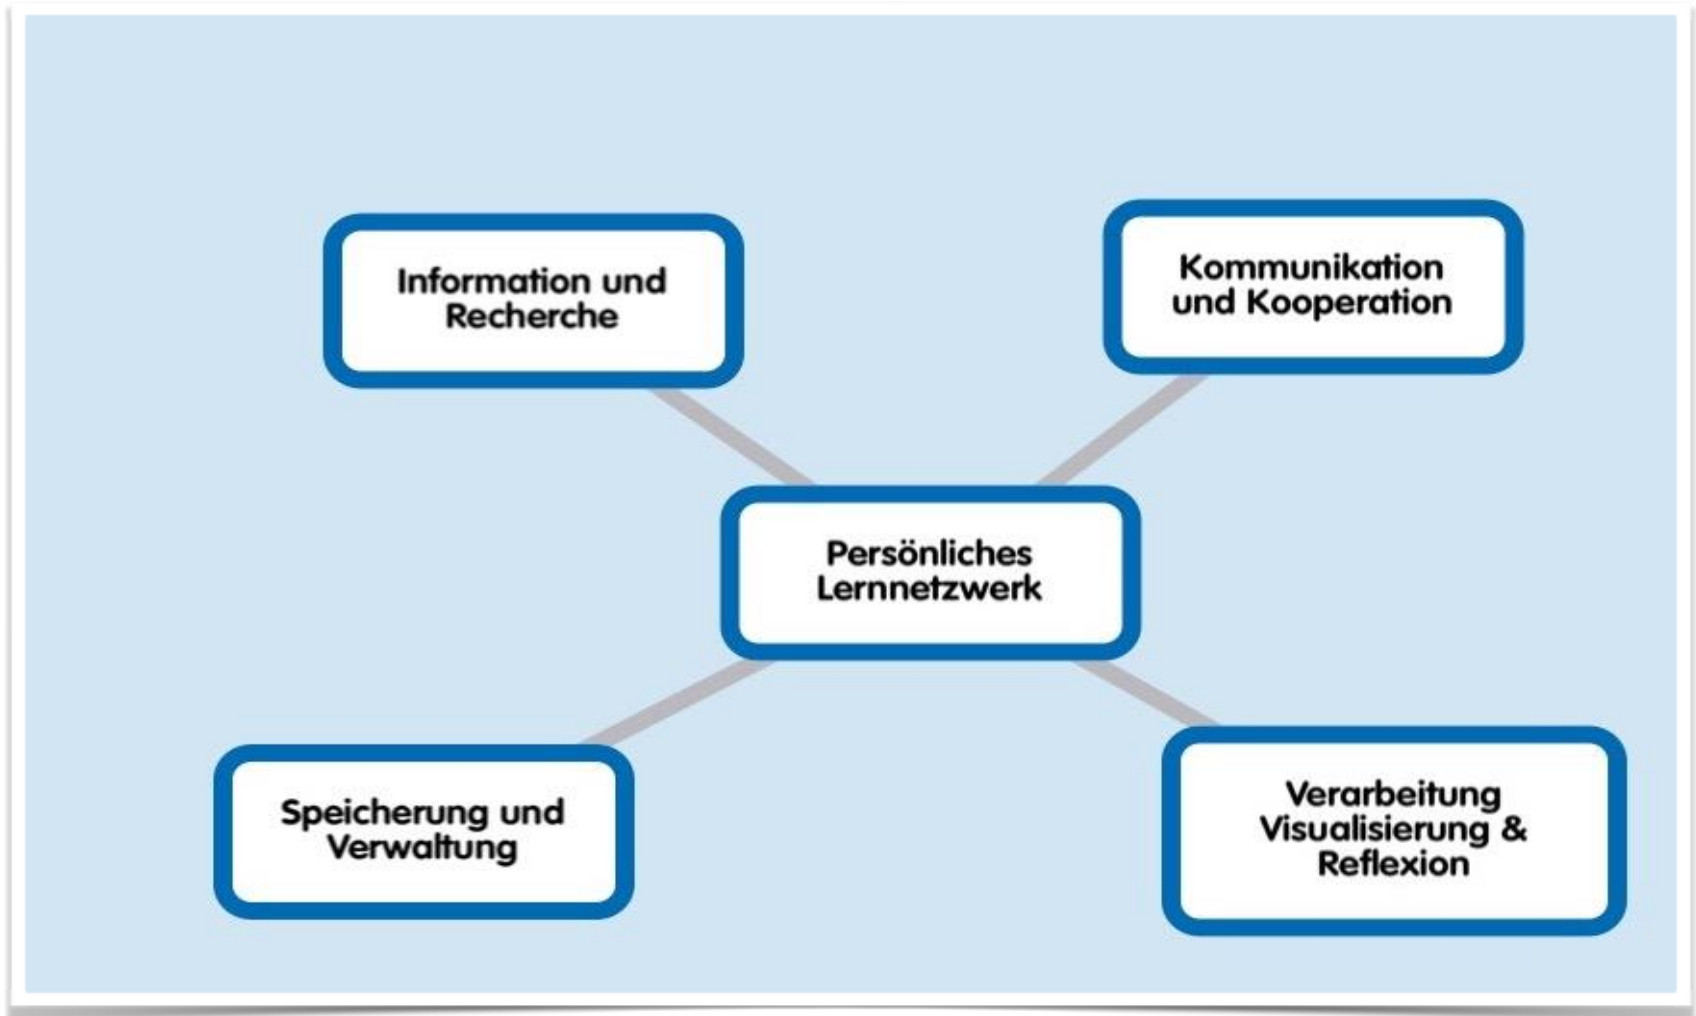 Information und
Recherche
Kommunikation
und Kooperation
Persönliches
Lernnetzwerk
Speicherung und
Verwaltung
Verarbeitung
Visualisierung &
Reflexion